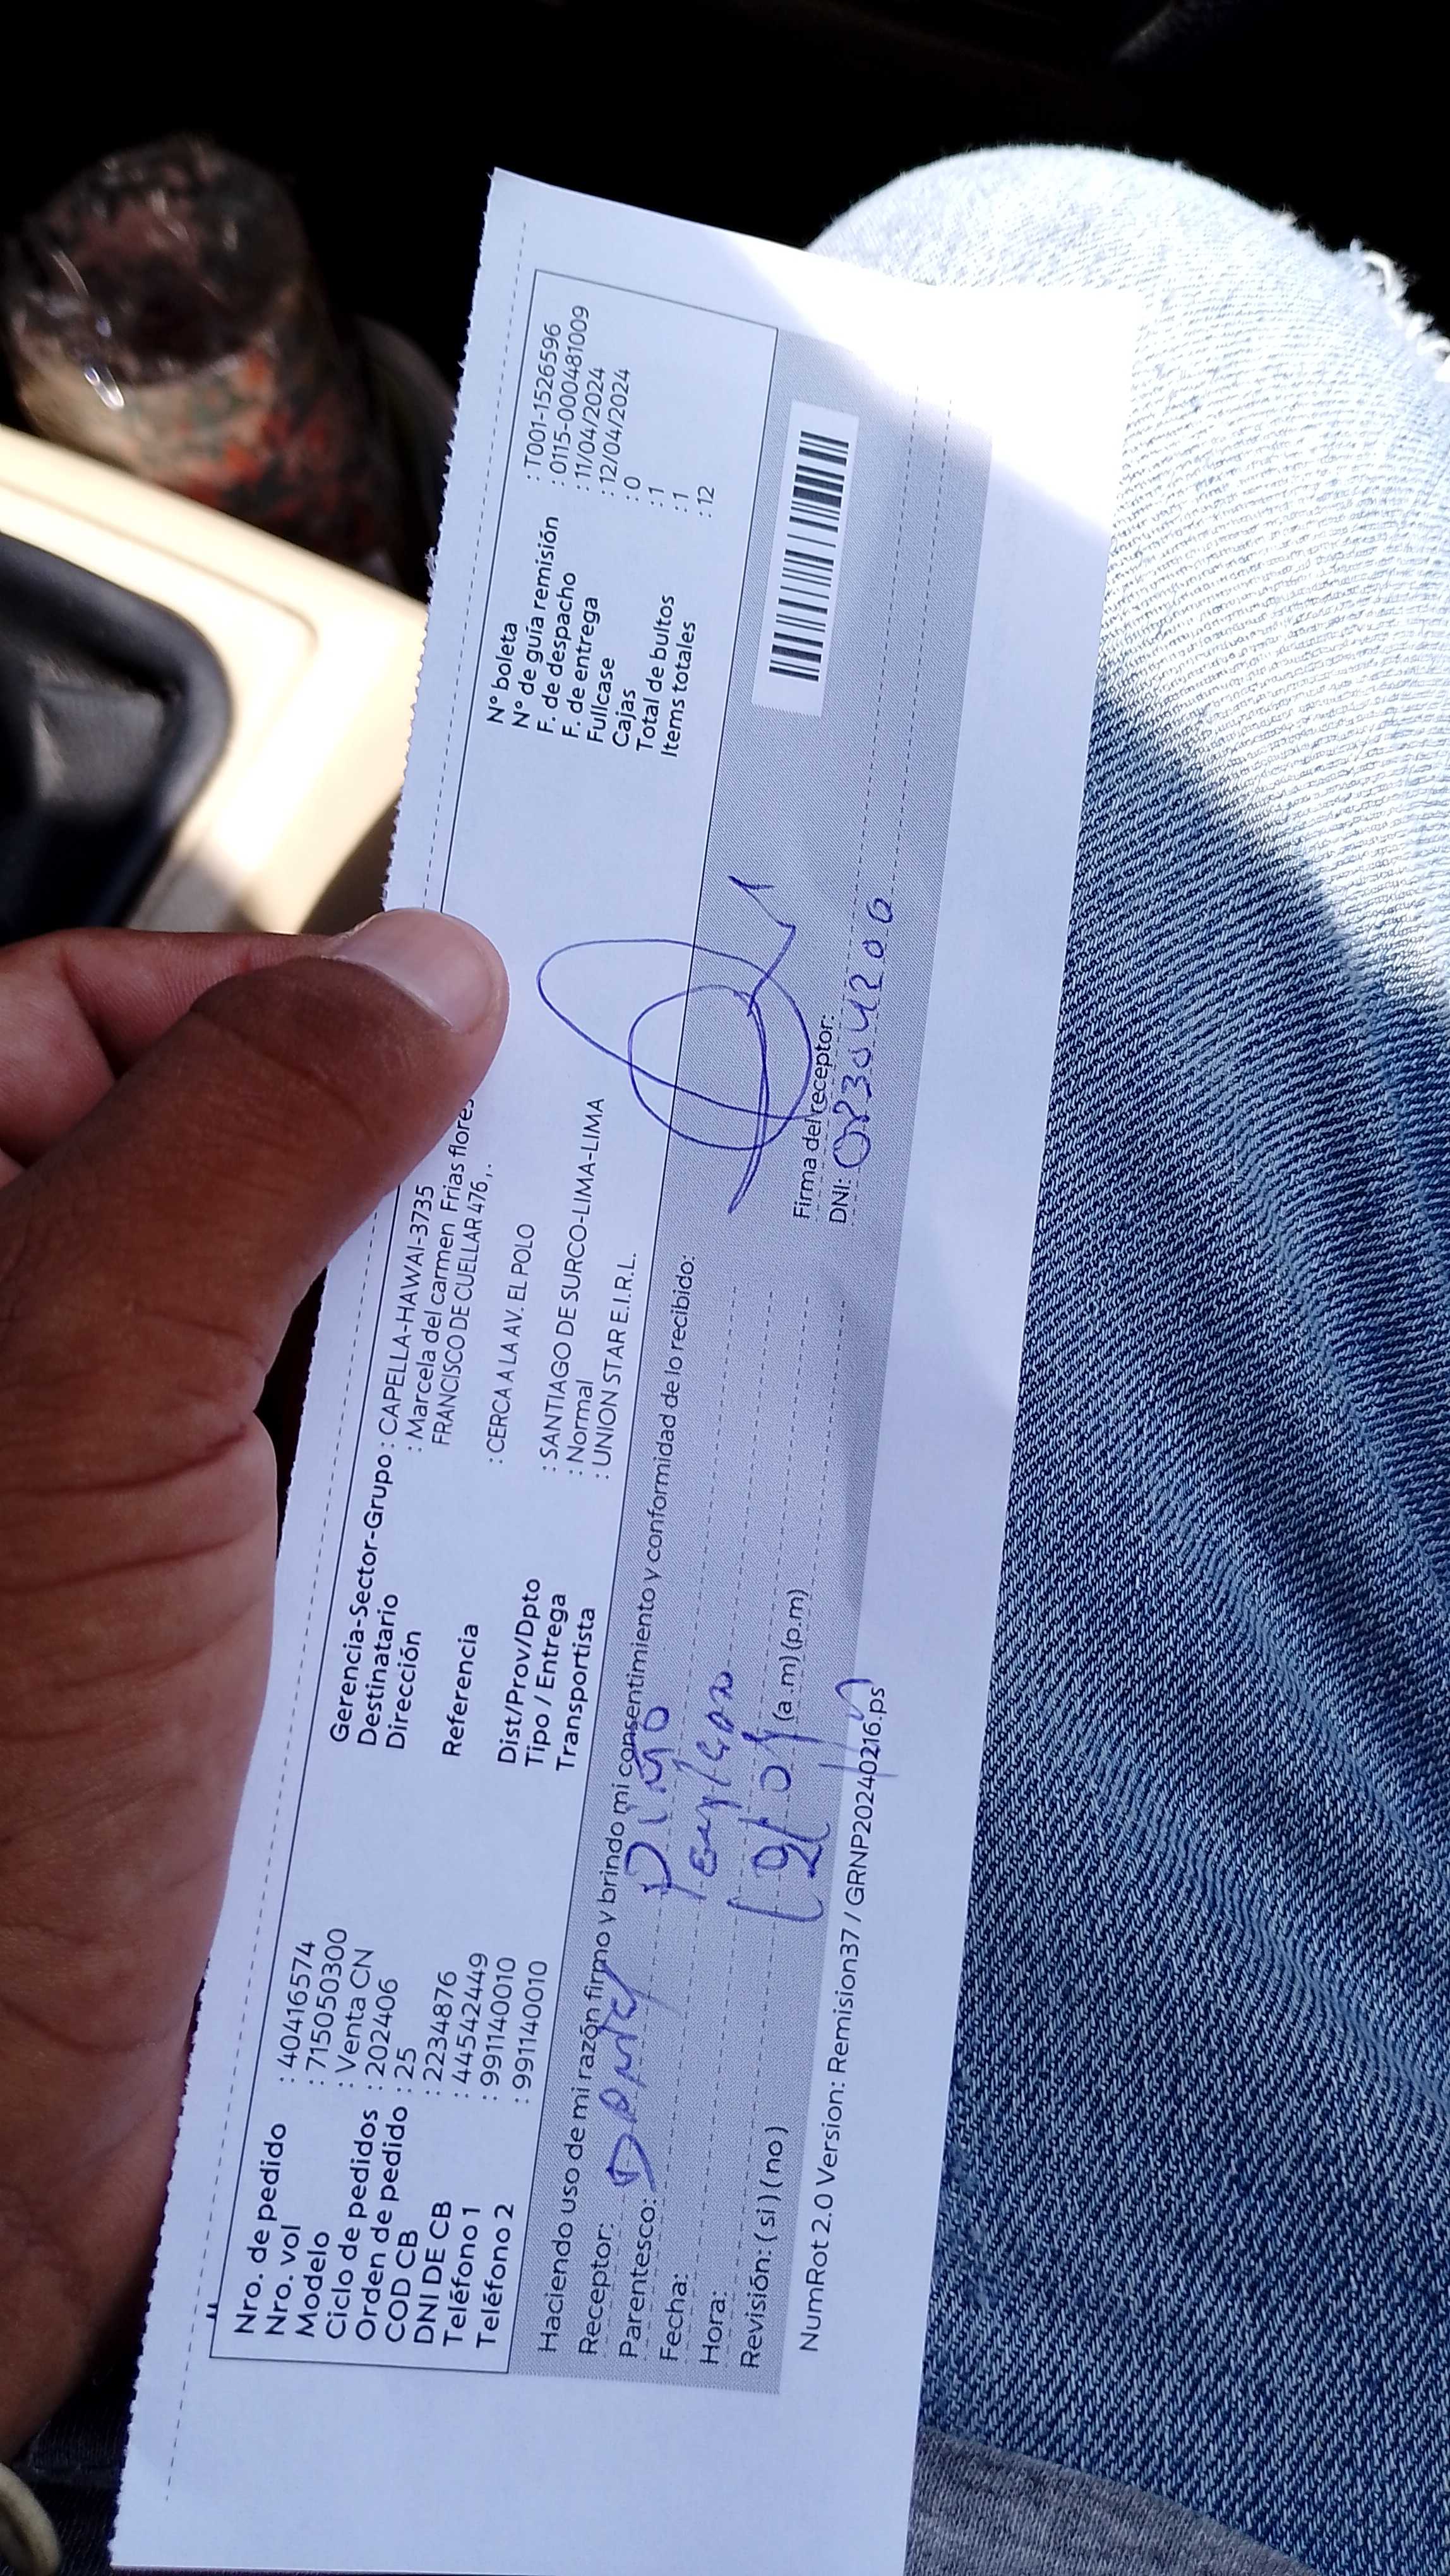 Nro. de pedido : 40416574
Nro. vol : 715050300
Modelo : Venta CN
Ciclo de pedidos : 202406
Orden de pedido : 25
COD CB : 2234876
DNI DE CB : 44542449
Teléfono 1 : 991140010
Teléfono 2 : 991140010
Gerencia-Sector-Grupo : CAPELLA-HAWAI-3735
Destinatario : Marcela del carmen Frias flores
Dirección FRANCISCO DE CUELLAR 476 , .
Referencia : CERCA A LA AV. EL POLO
Dist/Prov/Dpto : SANTIAGO DE SURCO-LIMA-LIMA
Tipo / Entrega : Normal
Transportista : UNION STAR E.I.R.L.
N° boleta : T001-1526596
N° de guía remisión : 0115-0000481009
F. de despacho : 11/04/2024
F. de entrega : 12/04/2024
Fullcase : 0
Cajas : 1
Total de bultos : 1
Items totales : 12
Haciendo uso de mi razón firmo y brindo mi consentimiento y conformidad de lo recibido:
Receptor: Dante Pino
Parentesco:
Fecha:
Hora: (a.m) (p.m)
Revisión: ( si ) ( no )
Firma del receptor:
DNI:
NumRot 2.0 Version: Remision37 / GRNP20240216.ps